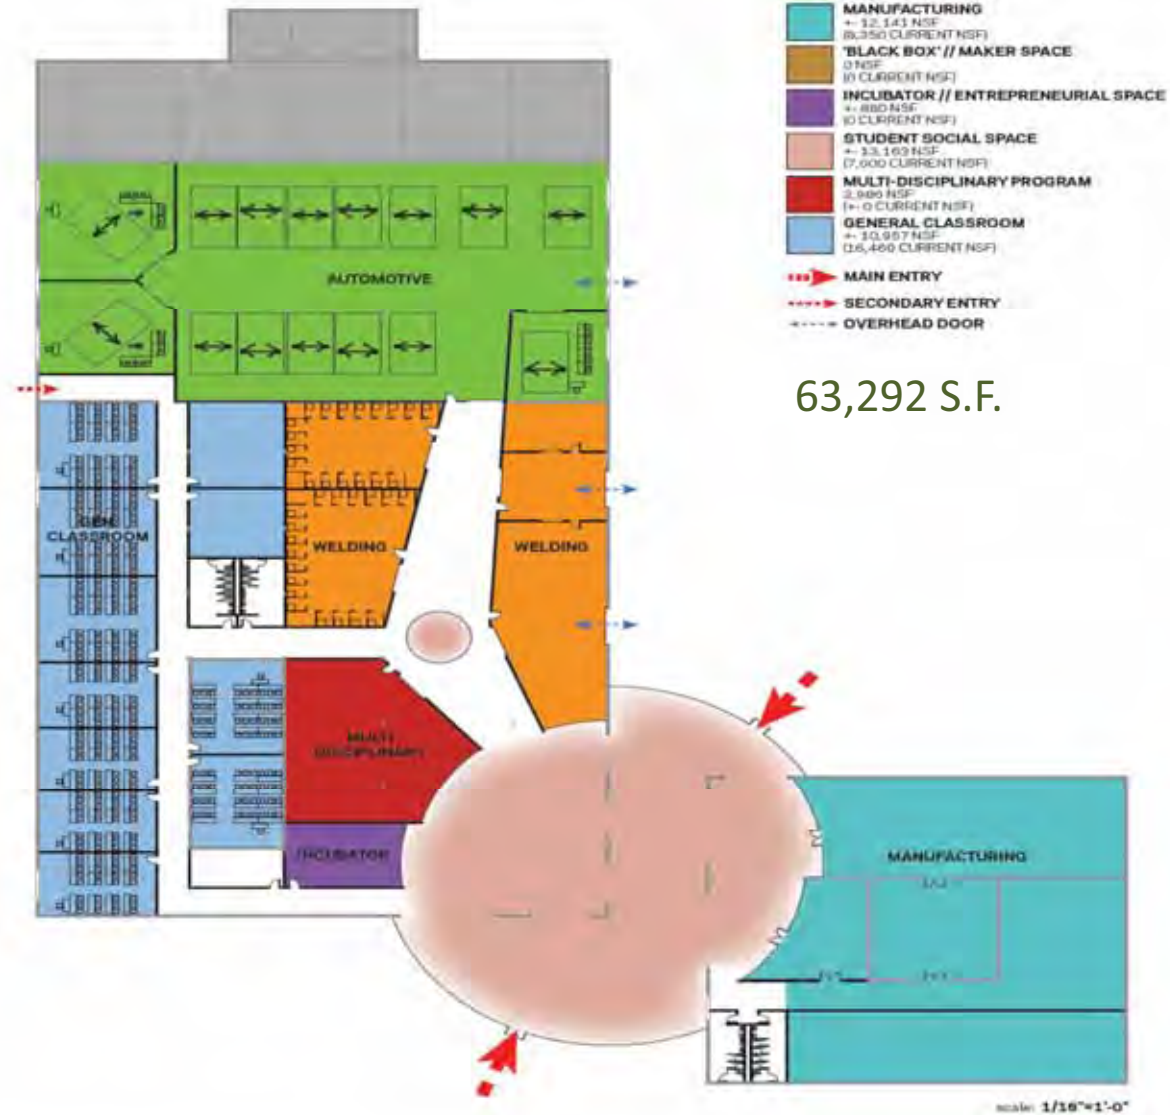 MANUFACTURING
+- 12,141 NSF
(8,350 CURRENT NSF)
'BLACK BOX' // MAKER SPACE
0 NSF
(0 CURRENT NSF)
INCUBATOR // ENTREPRENEURIAL SPACE
+- 880 NSF
(0 CURRENT NSF)
STUDENT SOCIAL SPACE
+- 13,163 NSF
(7,000 CURRENT NSF)
MULTI-DISCIPLINARY PROGRAM
NSF
(+- 0 CURRENT NSF)
GENERAL CLASSROOM
+- 10,957 NSF
(16,460 CURRENT NSF)
MAIN ENTRY
SECONDARY ENTRY
OVERHEAD DOOR
63,292 S.F.
AUTOMOTIVE
GEN.
CLASSROOM
WELDING
WELDING
MULTI
DISCIPLINARY
INCUBATOR
MANUFACTURING
scale: 1/16"=1'-0"